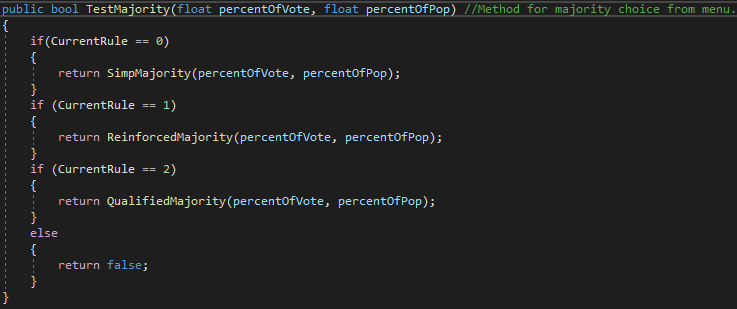 public bool TestMajority(float percentOfVote, float percentOfPop) //Method for majority choice from menu.
{
    if(CurrentRule == 0)
    {
        return SimpMajority(percentOfVote, percentOfPop);
    }
    if (CurrentRule == 1)
    {
        return ReinforcedMajority(percentOfVote, percentOfPop);
    }
    if (CurrentRule == 2)
    {
        return QualifiedMajority(percentOfVote, percentOfPop);
    }
    else
    {
        return false;
    }
}